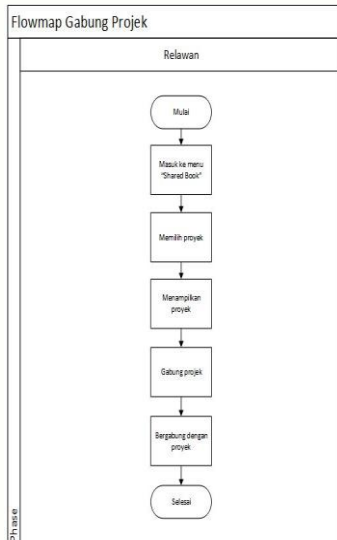 Flowmap Gabung Projek
Relawan
Mulai
Masuk ke menu
"Shared Book"
Memilih proyek
Menampilkan
proyek
Gabung projek
Bergabung dengan
proyek
Selesai
Phase